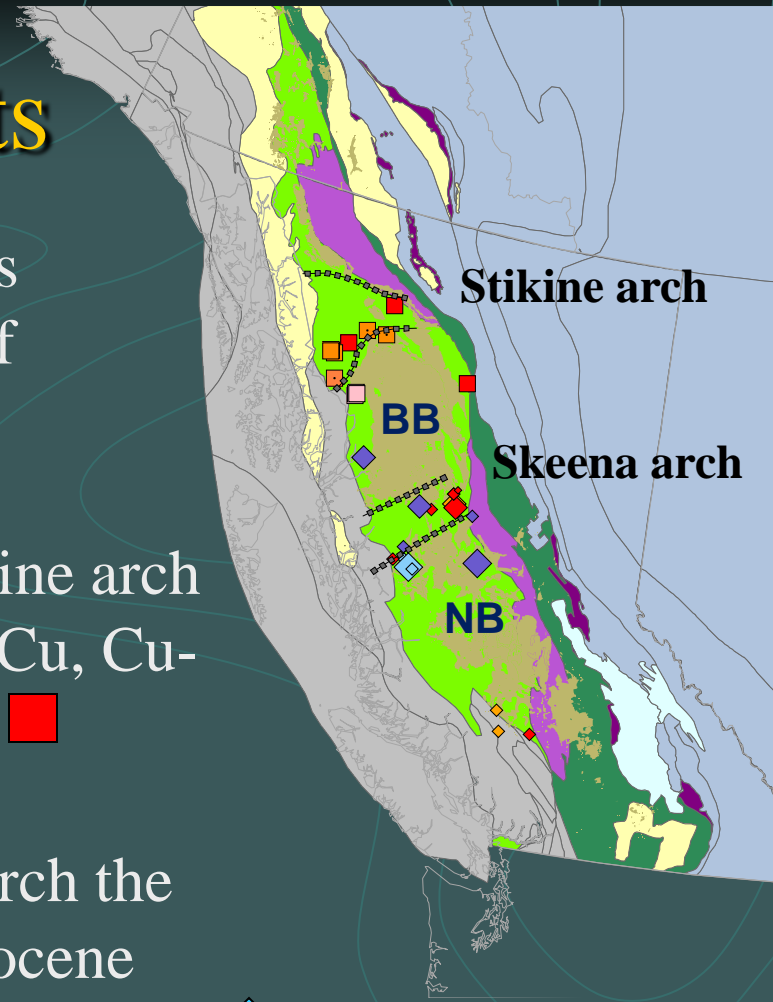 ts
s
f
Stikine arch
BB
Skeena arch
ine arch
NB
Cu, Cu-
rch the
ocene